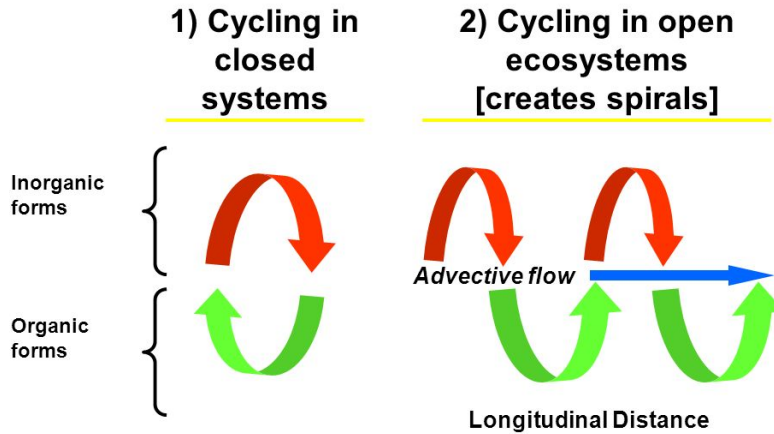 1) Cycling in
closed
systems
2) Cycling in open
ecosystems
[creates spirals]
Inorganic
forms
Advective flow
Organic
forms
Longitudinal Distance